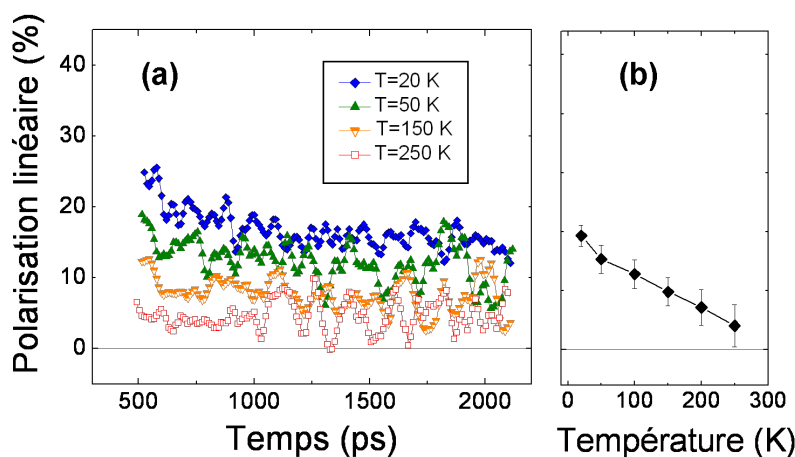 Polarisation linéaire (%)
40
30
20
10
0
(a)
T=20 K
T=50 K
T=150 K
T=250 K
500
1000
1500
2000
Temps (ps)
(b)
0
100
200
300
Température (K)